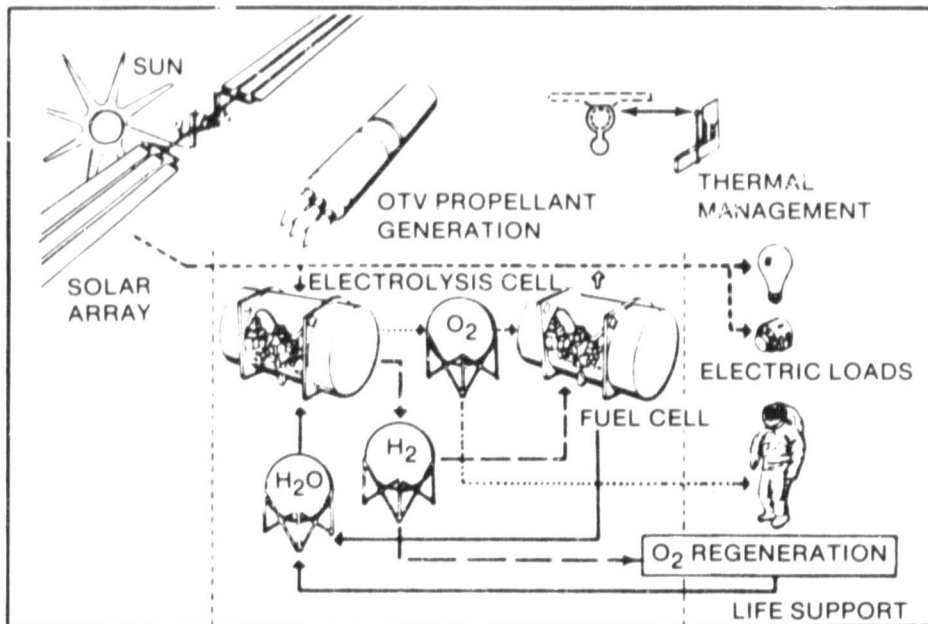 SUN
OTV PROPELLANT
GENERATION
THERMAL
MANAGEMENT
SOLAR
ARRAY
ELECTROLYSIS CELL
O2
ELECTRIC LOADS
FUEL CELL
H2
H2O
O2 REGENERATION
LIFE SUPPORT